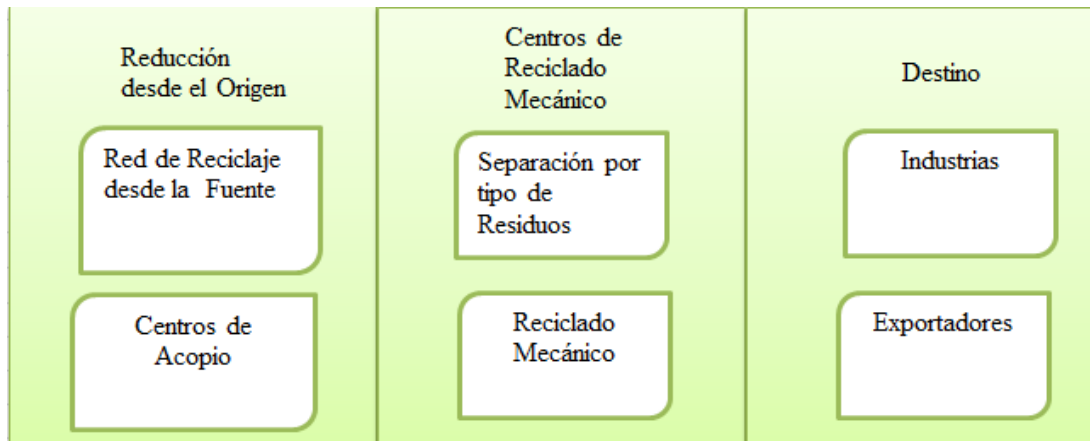 Reducción
desde el Origen
Red de Reciclaje
desde la Fuente
Centros de
Acopio
Centros de
Reciclado
Mecánico
Separación por
tipo de
Residuos
Reciclado
Mecánico
Destino
Industrias
Exportadores